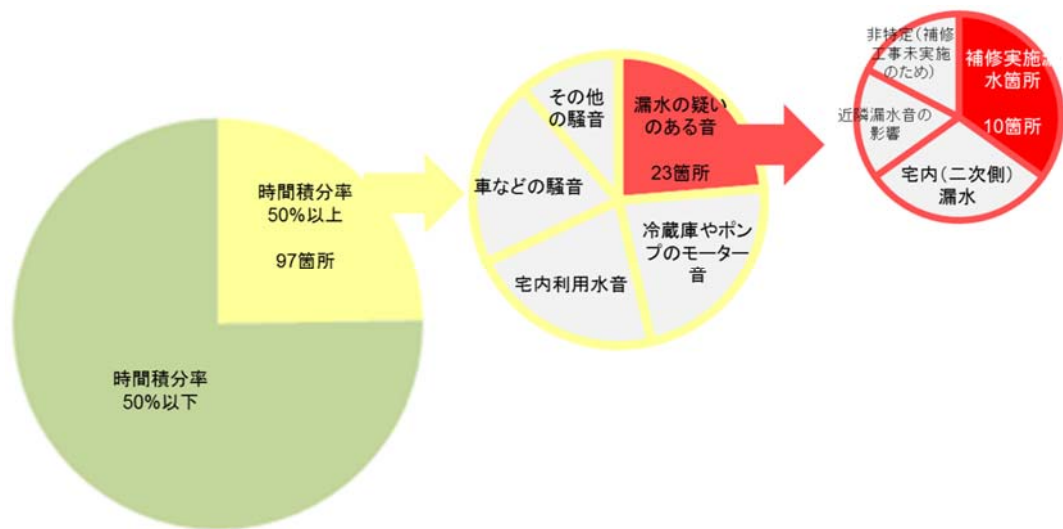 時間積分率
50%以上
97箇所
時間積分率
50%以下
その他
の騒音
漏水の疑い
のある音
23箇所
車などの騒音
宅内利用水音
冷蔵庫やポン
プのモーター
音
非特定(補修
工事未実施
のため)
補修実施漏
水箇所
10箇所
近隣漏水音の
影響
宅内(二次側)
漏水